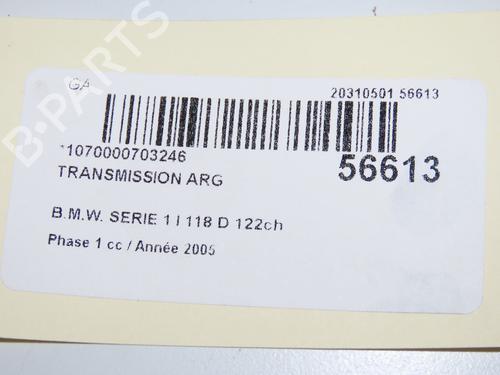 GA
20310501 56613
*1070000703246
56613
TRANSMISSION ARG
B.M.W. SERIE 1 I 118 D 122ch
Phase 1 cc / Année 2005
B-PARTS